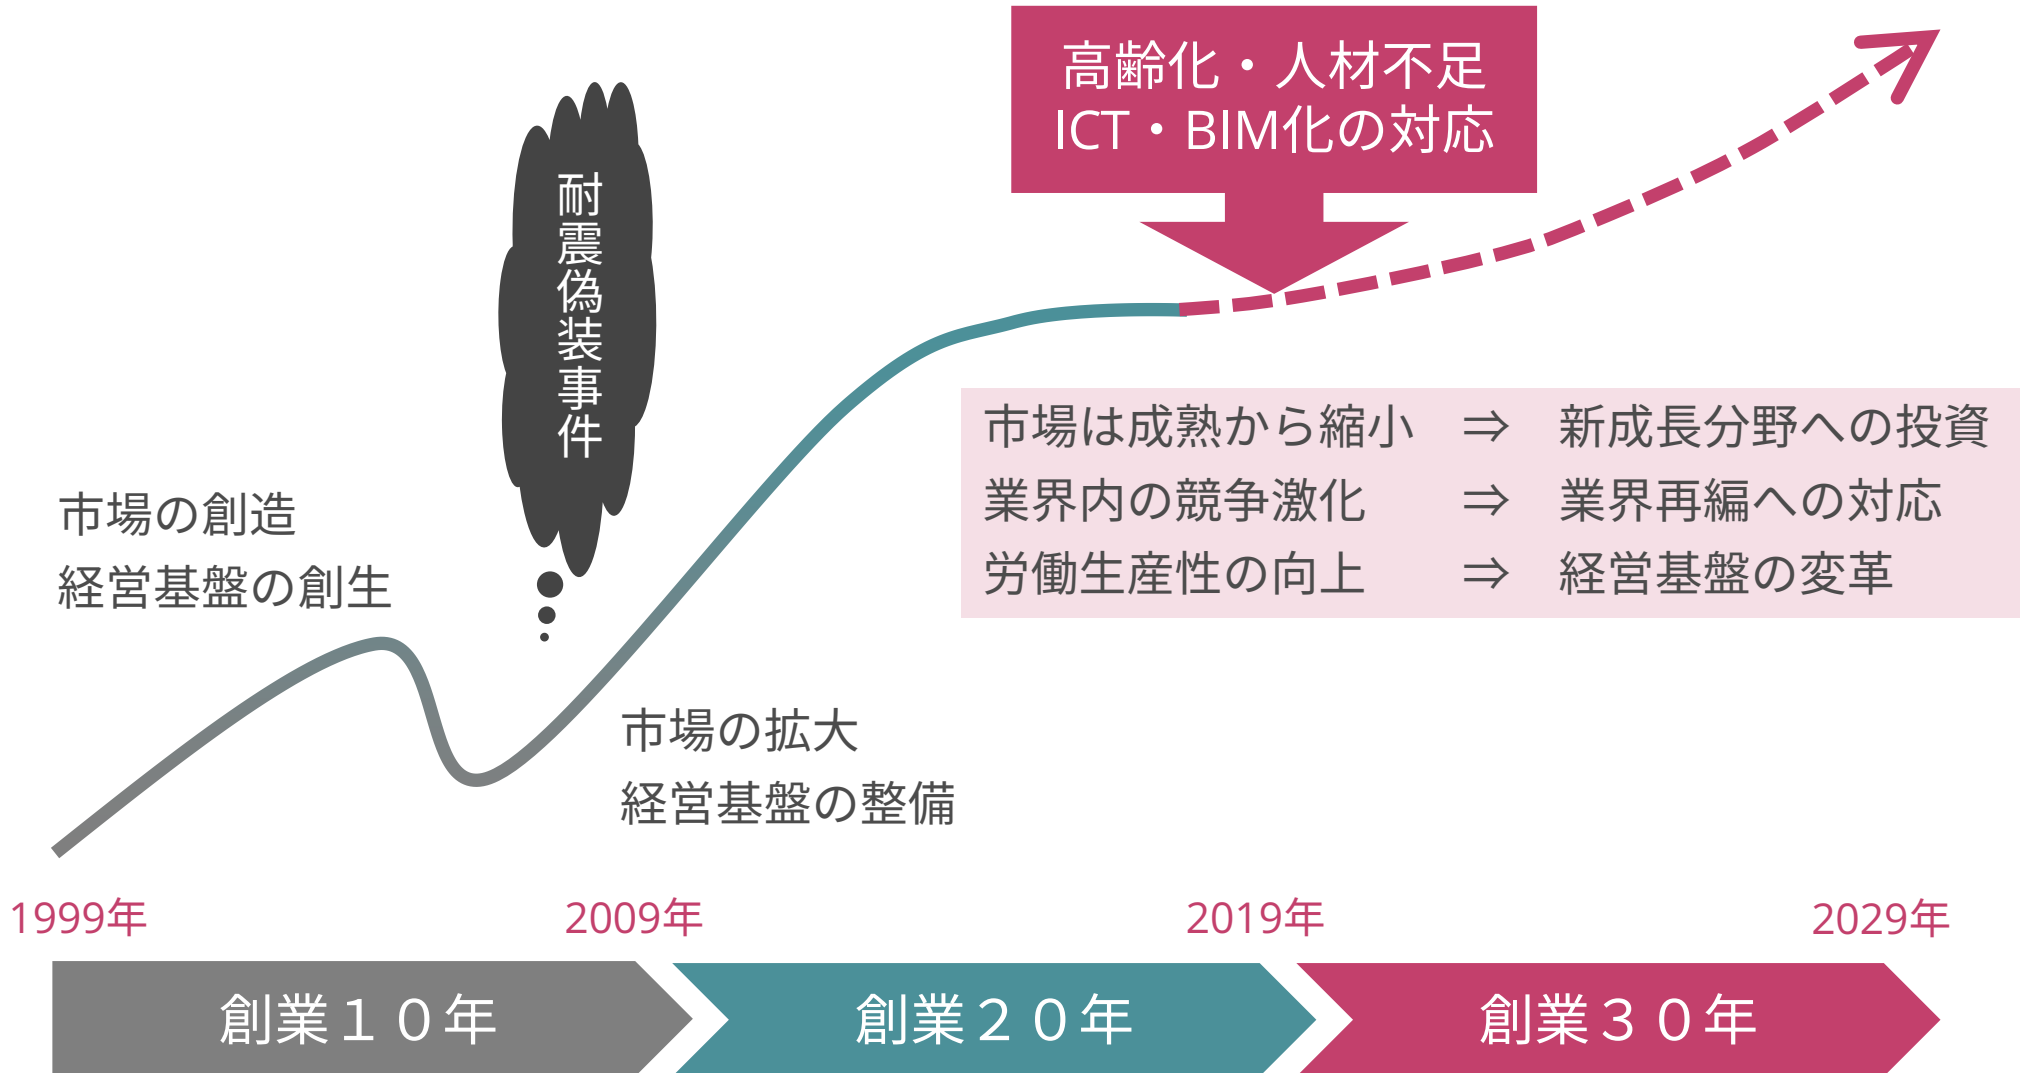 高齢化・人材不足
ICT・BIM化の対応
耐震偽装事件
市場は成熟から縮小 ⇒ 新成長分野への投資
業界内の競争激化 ⇒ 業界再編への対応
労働生産性の向上 ⇒ 経営基盤の変革
市場の創造
経営基盤の創生
市場の拡大
経営基盤の整備
1999年 2009年 2019年 2029年
創業１０年 創業２０年 創業３０年